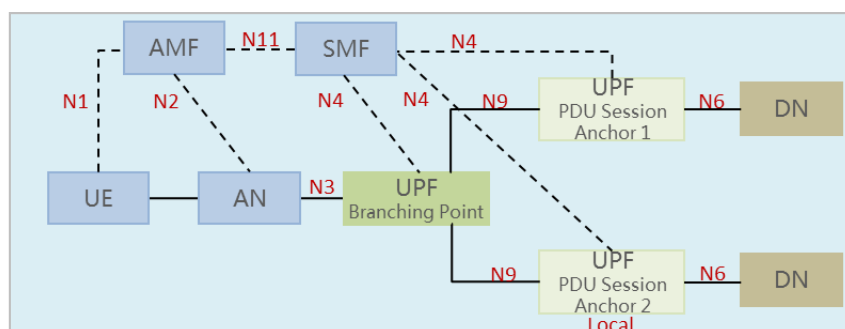 AMF
N11
SMF
N4
N1
N2
N4
N4
UPF
PDU Session
Anchor 1
N9
N6
DN
UE
AN
N3
UPF
Branching Point
N9
UPF
PDU Session
Anchor 2
N6
DN
Local